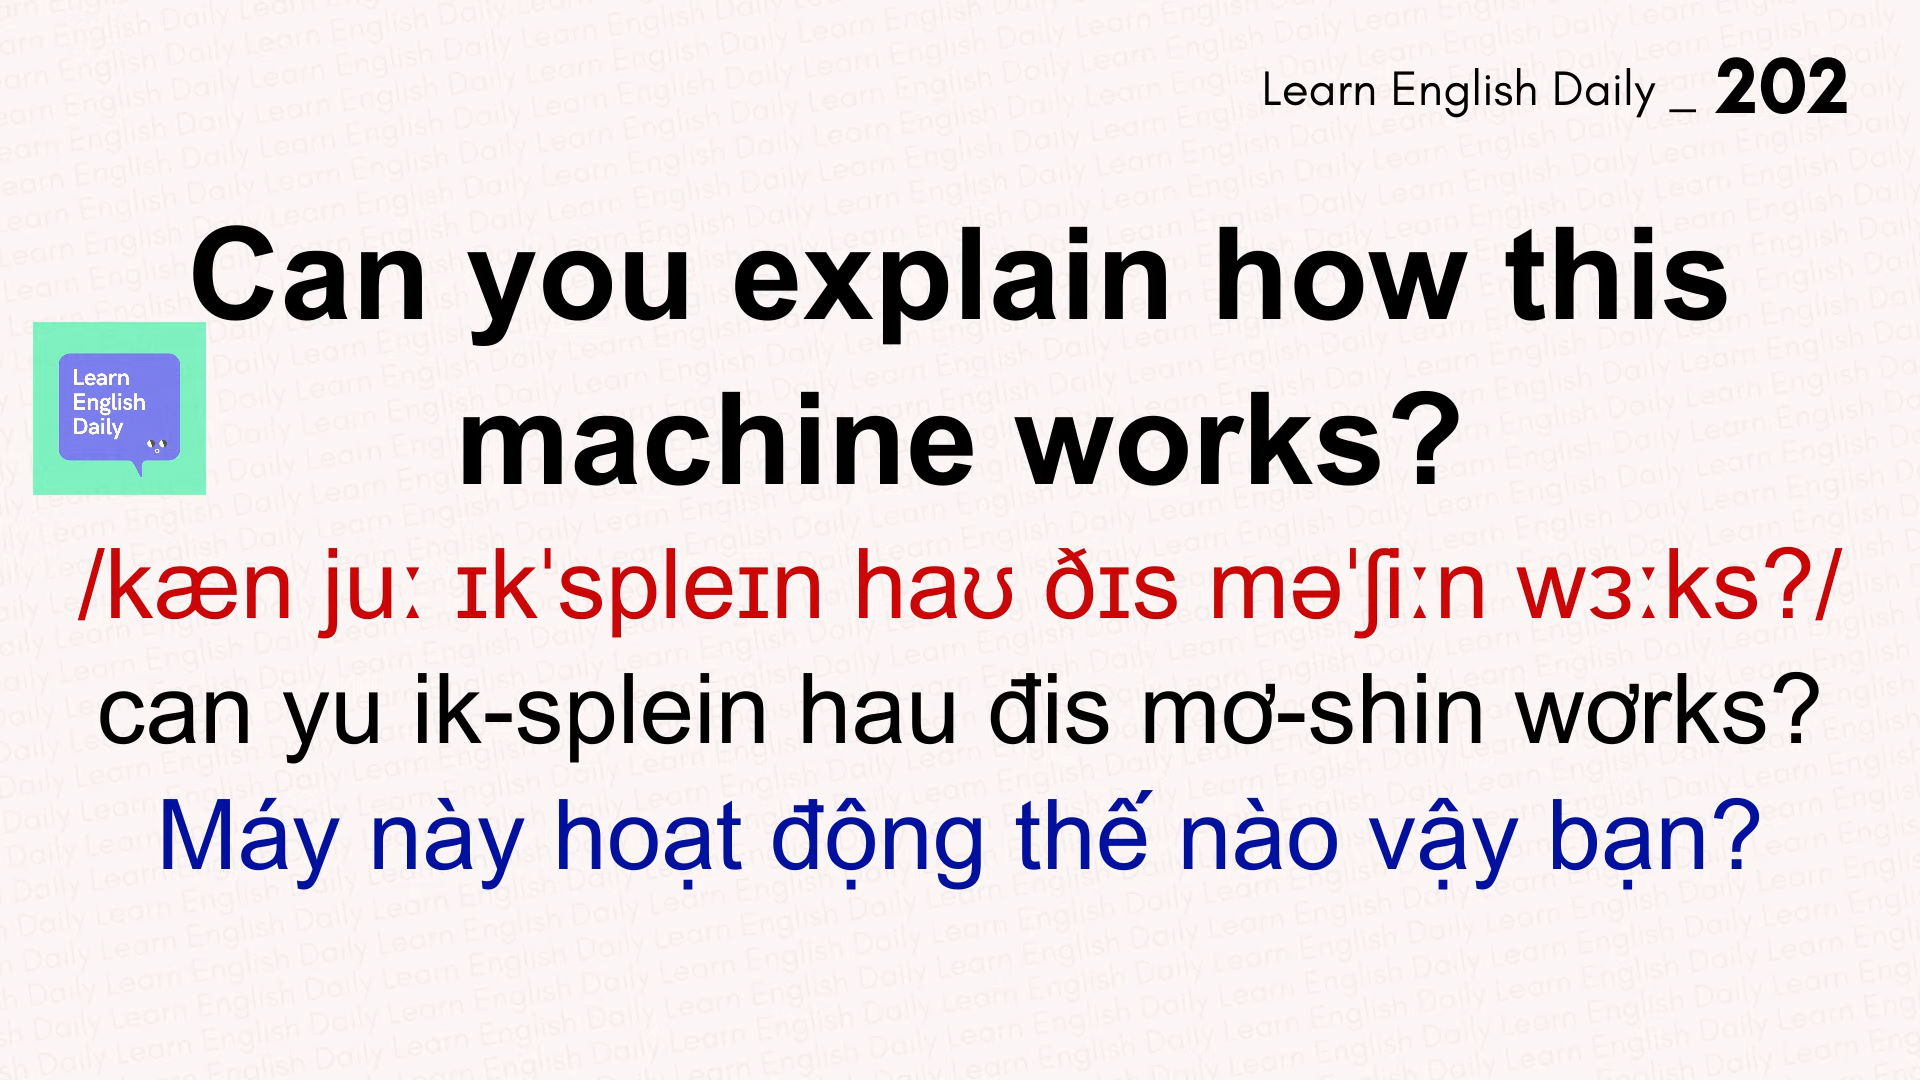 Learn English Daily _ 202
Can you explain how this
machine works?
Learn
English
Daily
/kæn juː ɪkˈspleɪn haʊ ðɪs məˈʃiːn wɜːks?/
can yu ik-splein hau đis mơ-shin wơrks?
Máy này hoạt động thế nào vậy bạn?